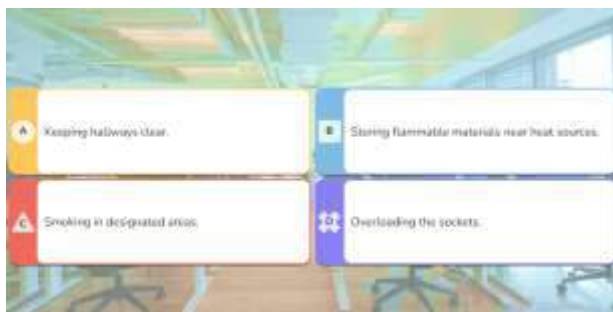 A
Keeping hallways clear.
B
Storing flammable materials near heat sources.
C
Smoking in designated areas.
D
Overloading the sockets.